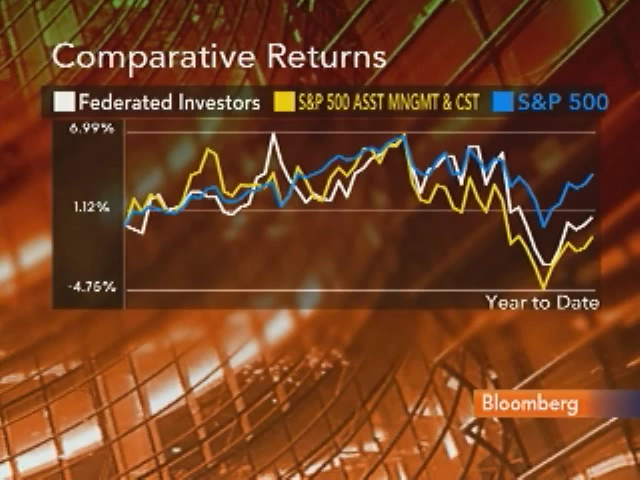 Comparative Returns
Federated Investors S&P 500 ASST MNGMT & CST S&P 500
6.99%
1.12%
-4.76%
Year to Date
Bloomberg